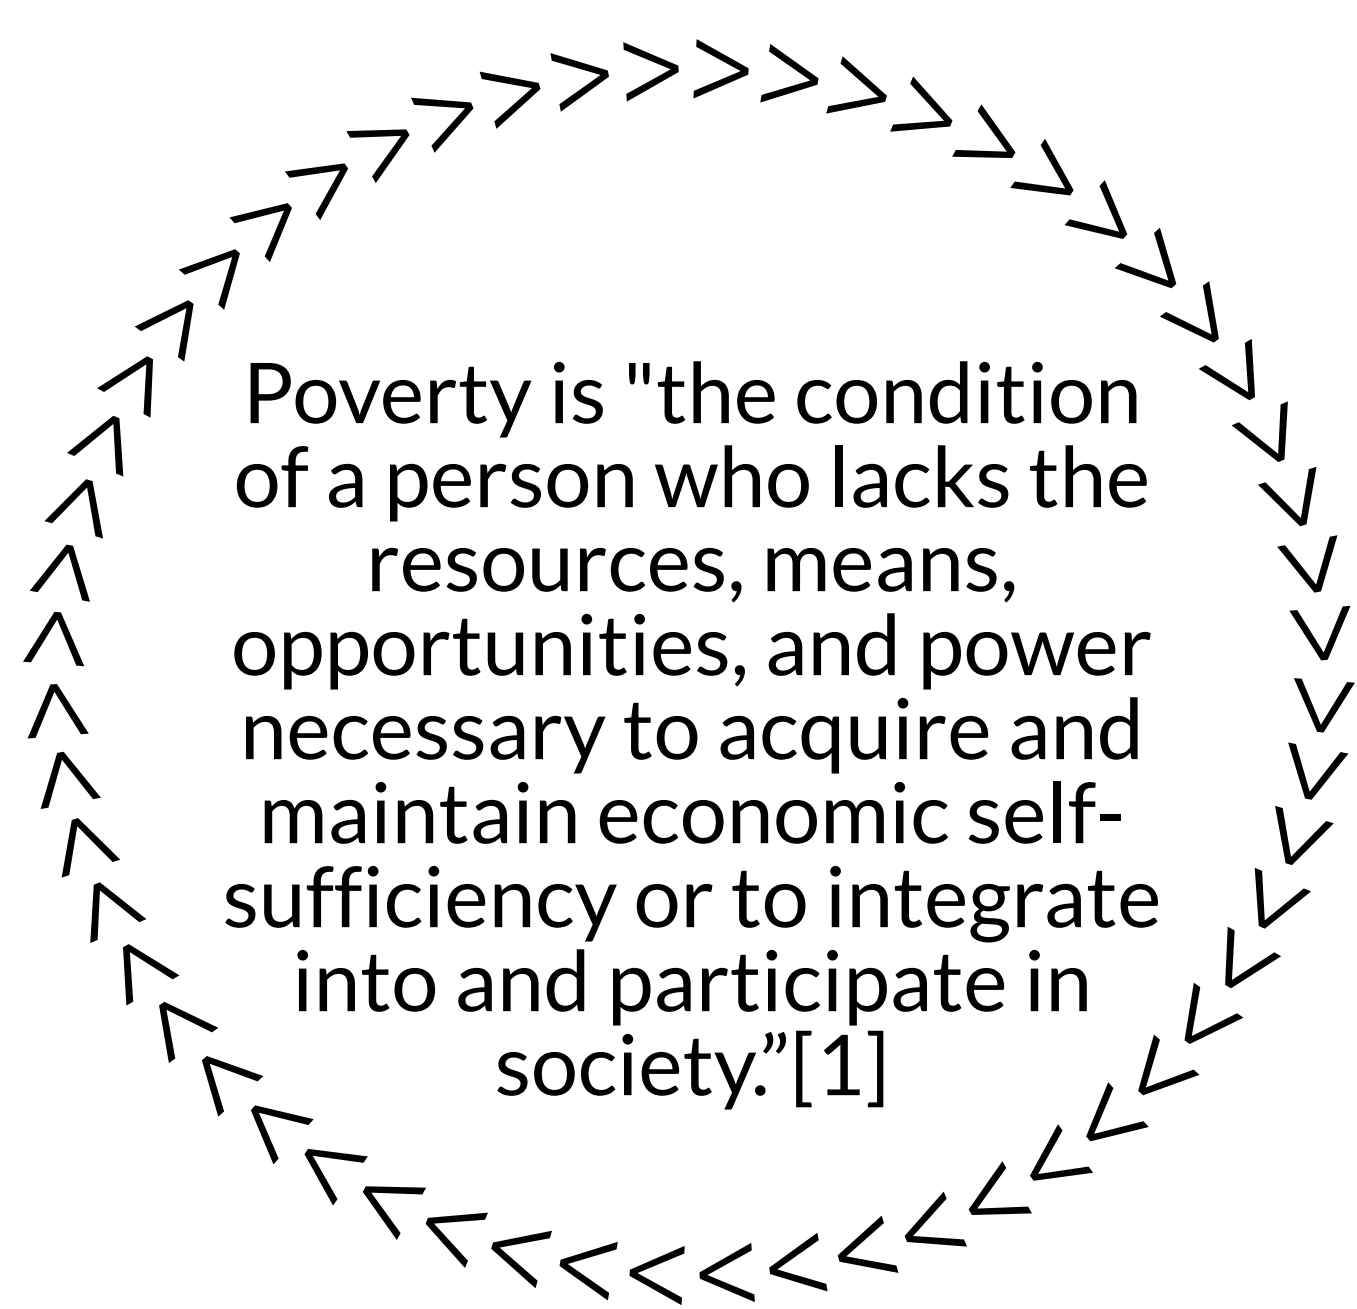 Poverty is "the condition
of a person who lacks the
resources, means,
opportunities, and power
necessary to acquire and
maintain economic self-
sufficiency or to integrate
into and participate in
society.”[1]